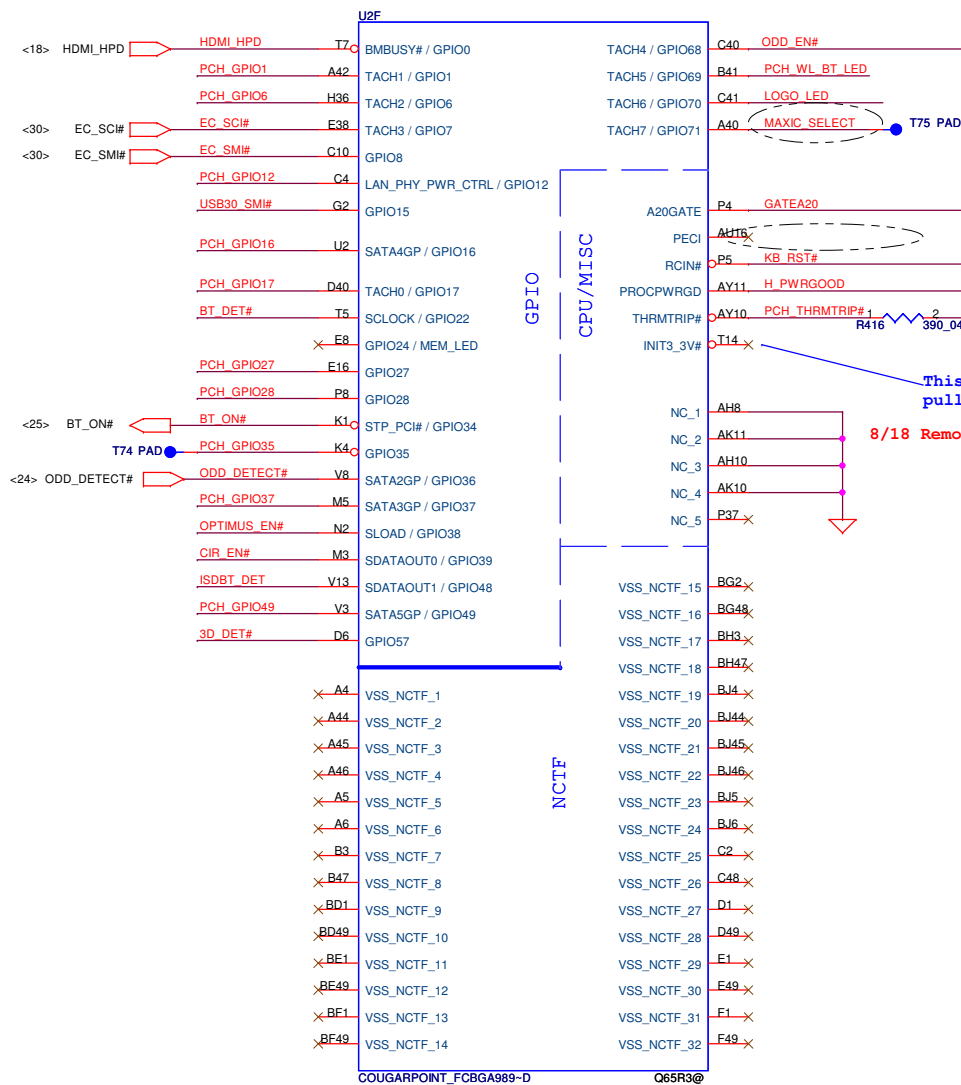 U2F
<18> HDMI_HPD HDMI_HPD T7 BMBUSY# / GPIO0 TACH4 / GPIO68 C40 ODD_EN#
PCH_GPIO1 A42 TACH1 / GPIO1 TACH5 / GPIO69 B41 PCH_WL_BT_LED
PCH_GPIO6 H36 TACH2 / GPIO6 TACH6 / GPIO70 C41 LOGO_LED
<30> EC_SCI# EC_SCI# E38 TACH3 / GPIO7 TACH7 / GPIO71 A40 MAXIC_SELECT T75 PAD
<30> EC_SMI# EC_SMI# C10 GPIO8
PCH_GPIO12 C4 LAN_PHY_PWR_CTRL / GPIO12
USB30_SMI# G2 GPIO15 A20GATE P4 GATEA20
PECI AU16
PCH_GPIO16 U2 SATA4GP / GPIO16 RCIN# P5 KB_RST#
PCH_GPIO17 D40 TACH0 / GPIO17 PROCPWRGD AY11 H_PWRGOOD
BT_DET# T5 SCLOCK / GPIO22 THRMTRIP# AY10 PCH_THRMTRIP# 1 2
R416 390_04
E8 GPIO24 / MEM_LED INIT3_3V# T14
PCH_GPIO27 E16 GPIO27
This
PCH_GPIO28 P8 GPIO28
pull
NC_1 AH8
<25> BT_ON# BT_ON# K1 STP_PCI# / GPIO34
8/18 Remo
NC_2 AK11
T74 PAD PCH_GPIO35 K4 GPIO35
NC_3 AH10
<24> ODD_DETECT# ODD_DETECT# V8 SATA2GP / GPIO36
NC_4 AK10
PCH_GPIO37 M5 SATA3GP / GPIO37
NC_5 P37
OPTIMUS_EN# N2 SLOAD / GPIO38
CIR_EN# M3 SDATAOUT0 / GPIO39
ISDBT_DET V13 SDATAOUT1 / GPIO48 VSS_NCTF_15 BG2
PCH_GPIO49 V3 SATA5GP / GPIO49 VSS_NCTF_16 BG48
3D_DET# D6 GPIO57 VSS_NCTF_17 BH3
VSS_NCTF_18 BH47
GPIO
CPU/MISC
NCTF
A4 VSS_NCTF_1 VSS_NCTF_19 BJ4
A44 VSS_NCTF_2 VSS_NCTF_20 BJ44
A45 VSS_NCTF_3 VSS_NCTF_21 BJ45
A46 VSS_NCTF_4 VSS_NCTF_22 BJ46
A5 VSS_NCTF_5 VSS_NCTF_23 BJ5
A6 VSS_NCTF_6 VSS_NCTF_24 BJ6
B3 VSS_NCTF_7 VSS_NCTF_25 C2
B47 VSS_NCTF_8 VSS_NCTF_26 C48
BD1 VSS_NCTF_9 VSS_NCTF_27 D1
BD49 VSS_NCTF_10 VSS_NCTF_28 D49
BE1 VSS_NCTF_11 VSS_NCTF_29 E1
BE49 VSS_NCTF_12 VSS_NCTF_30 E49
BF1 VSS_NCTF_13 VSS_NCTF_31 F1
BF49 VSS_NCTF_14 VSS_NCTF_32 F49
COUGARPOINT_FCBGA989~D Q65R3@